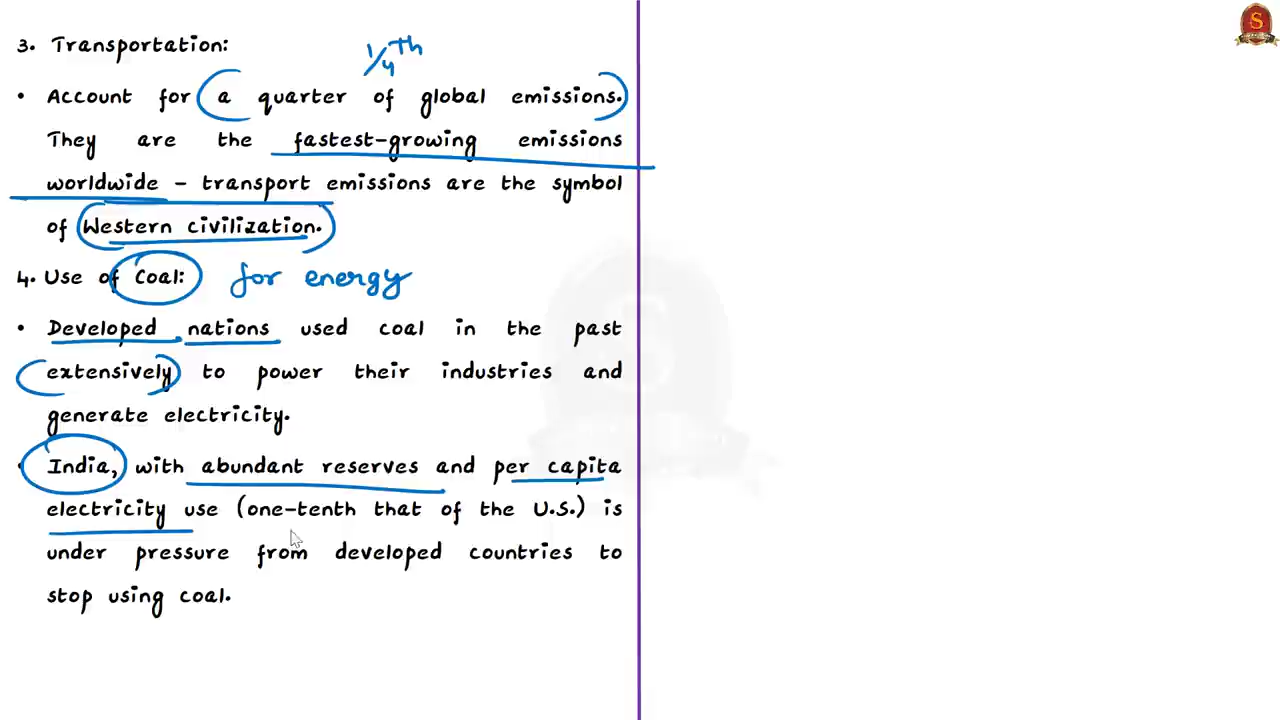 3. Transportation:
1/4th
• Account for a quarter of global emissions.
They are the fastest-growing emissions
worldwide - transport emissions are the symbol
of Western civilization.
4. Use of Coal: for energy
• Developed nations used coal in the past
extensively to power their industries and
generate electricity.
• India, with abundant reserves and per capita
electricity use (one-tenth that of the U.S.) is
under pressure from developed countries to
stop using coal.
S